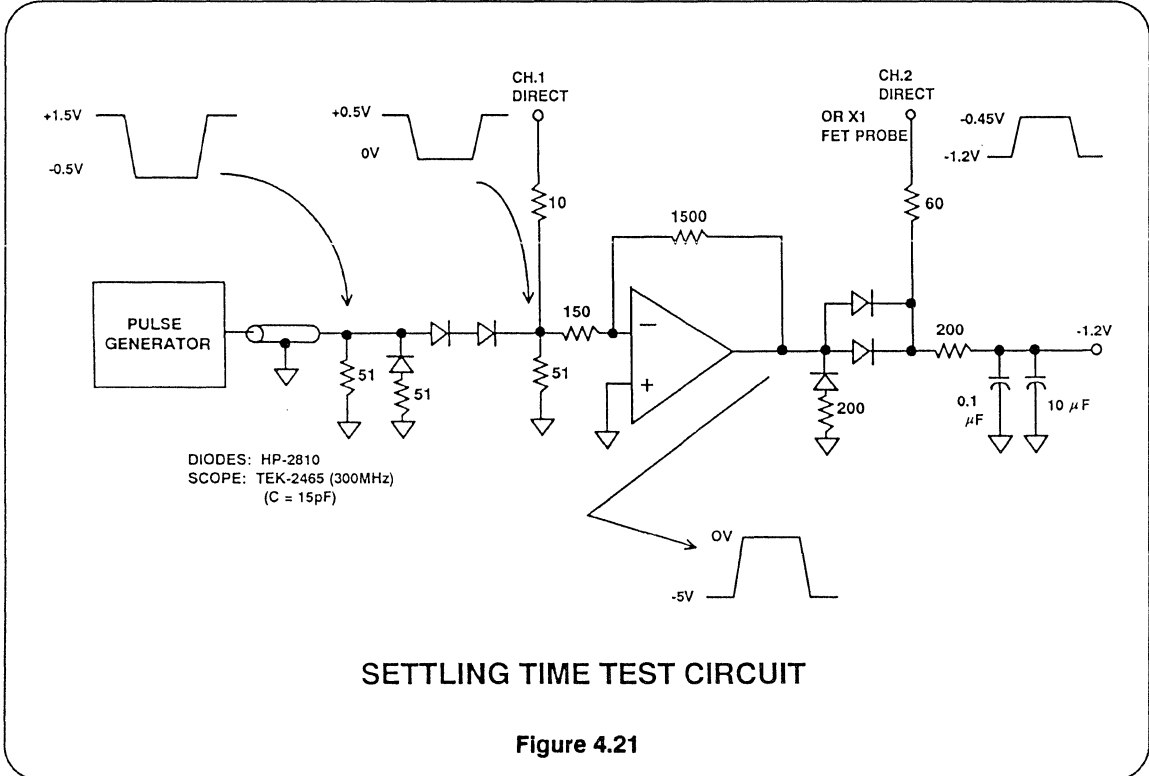 CH.1
DIRECT
CH.2
DIRECT
OR X1
FET PROBE
+1.5V
-0.5V
+0.5V
0V
-0.45V
-1.2V
10
60
1500
PULSE
GENERATOR
150
200
-1.2V
51
51
51
200
0.1
µF
10 µF
DIODES: HP-2810
SCOPE: TEK-2465 (300MHz)
(C = 15pF)
OV
-5V
SETTLING TIME TEST CIRCUIT
Figure 4.21